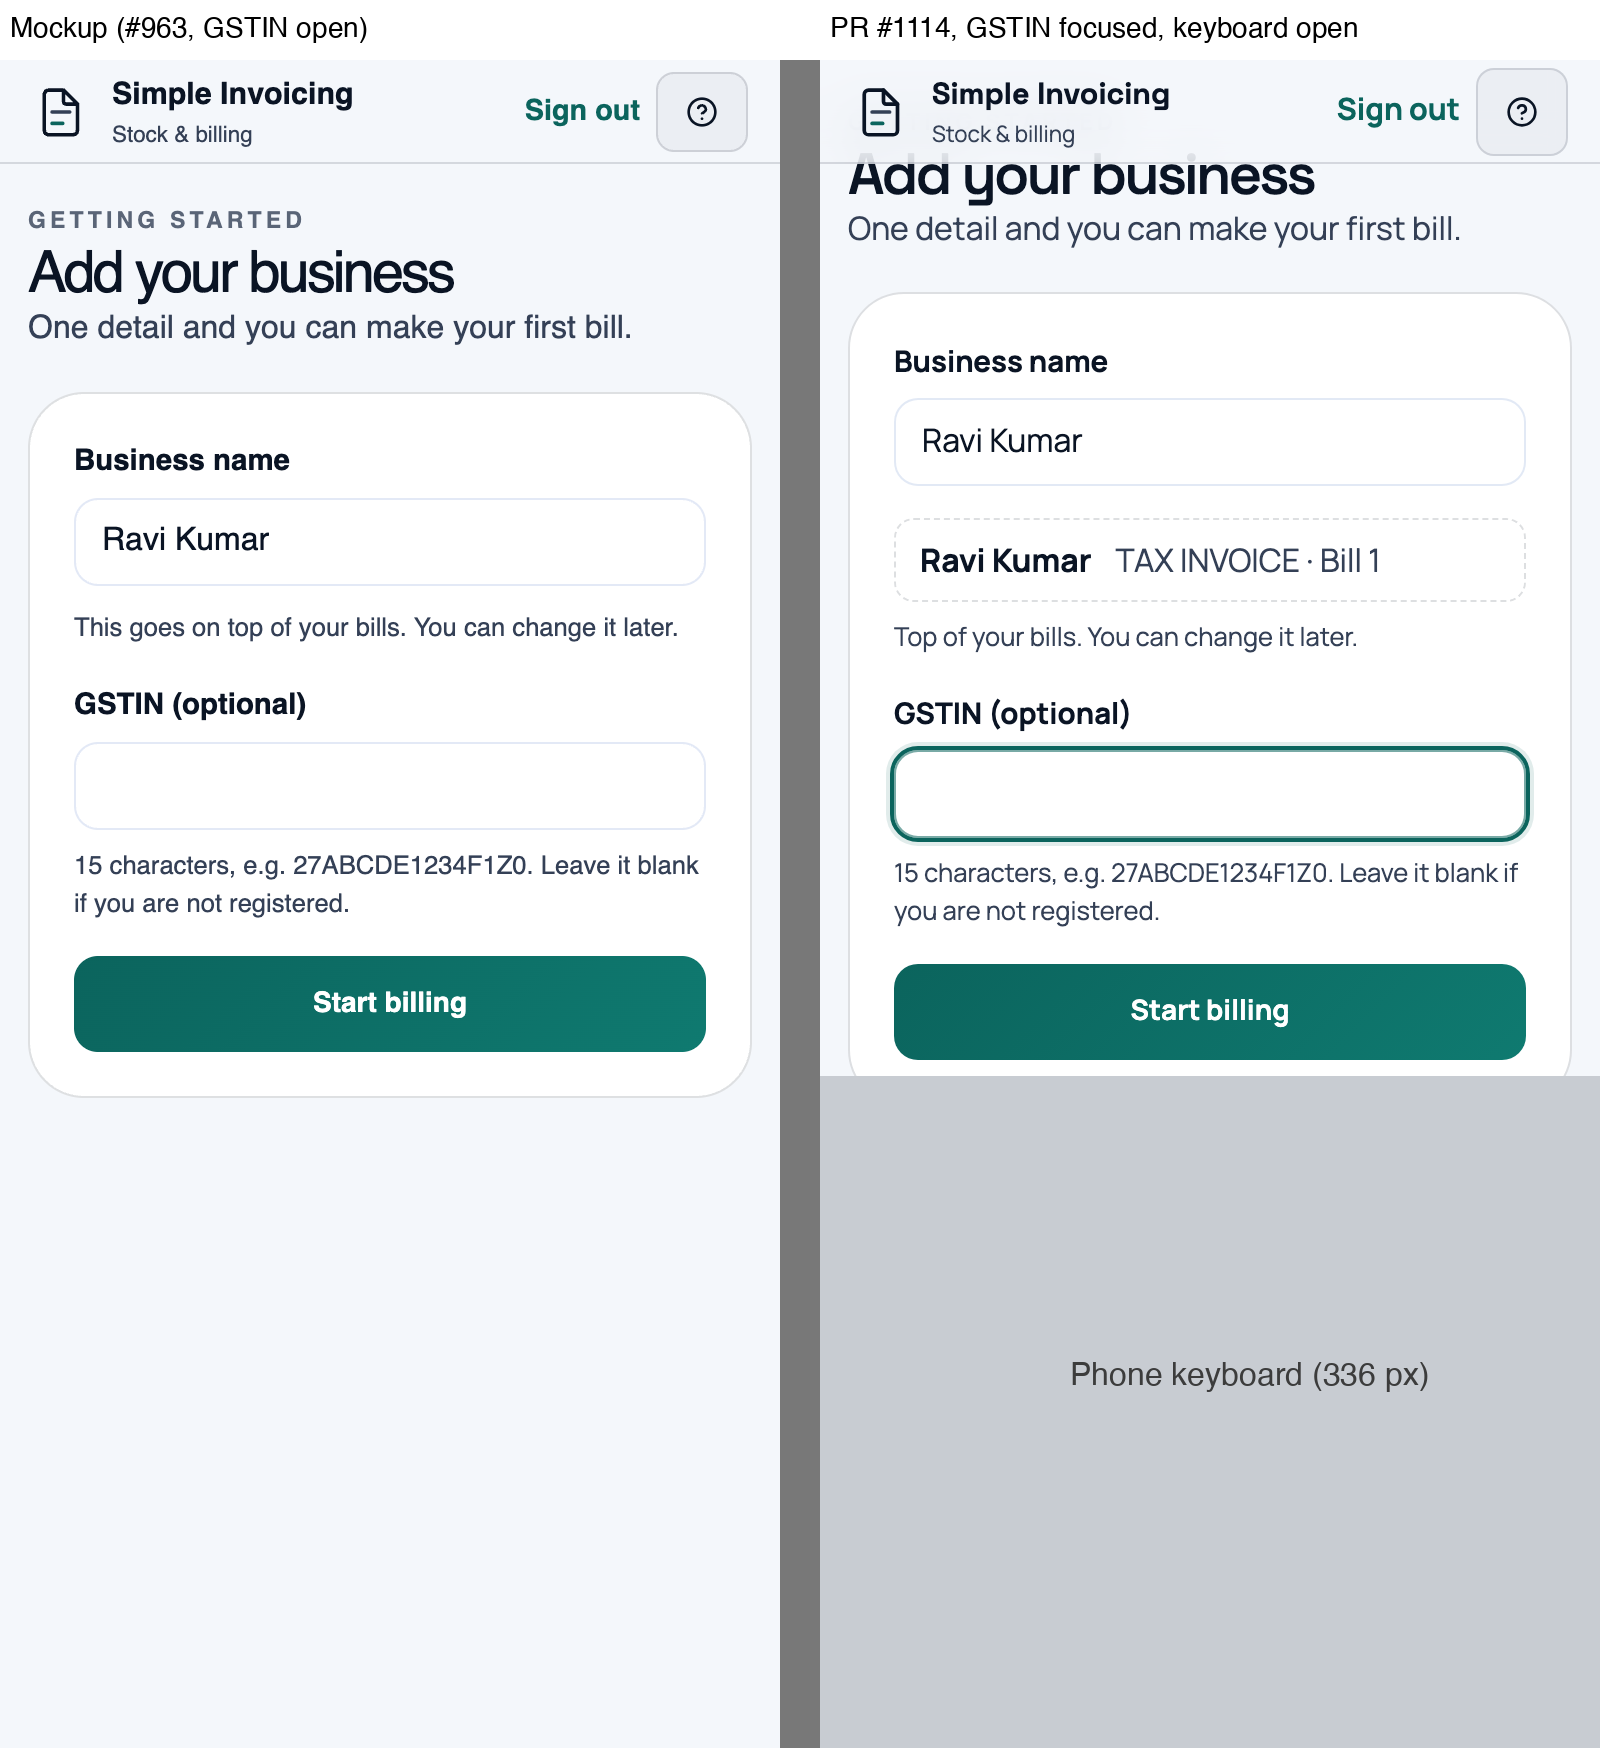 Mockup (#963, GSTIN open)
Simple Invoicing
Stock & billing
Sign out
GETTING STARTED
Add your business
One detail and you can make your first bill.
Business name
Ravi Kumar
This goes on top of your bills. You can change it later.
GSTIN (optional)
15 characters, e.g. 27ABCDE1234F1Z0. Leave it blank
if you are not registered.
Start billing
PR #1114, GSTIN focused, keyboard open
Simple Invoicing
Stock & billing
Sign out
Add your business
One detail and you can make your first bill.
Business name
Ravi Kumar
Ravi Kumar TAX INVOICE · Bill 1
Top of your bills. You can change it later.
GSTIN (optional)
15 characters, e.g. 27ABCDE1234F1Z0. Leave it blank if
you are not registered.
Start billing
Phone keyboard (336 px)